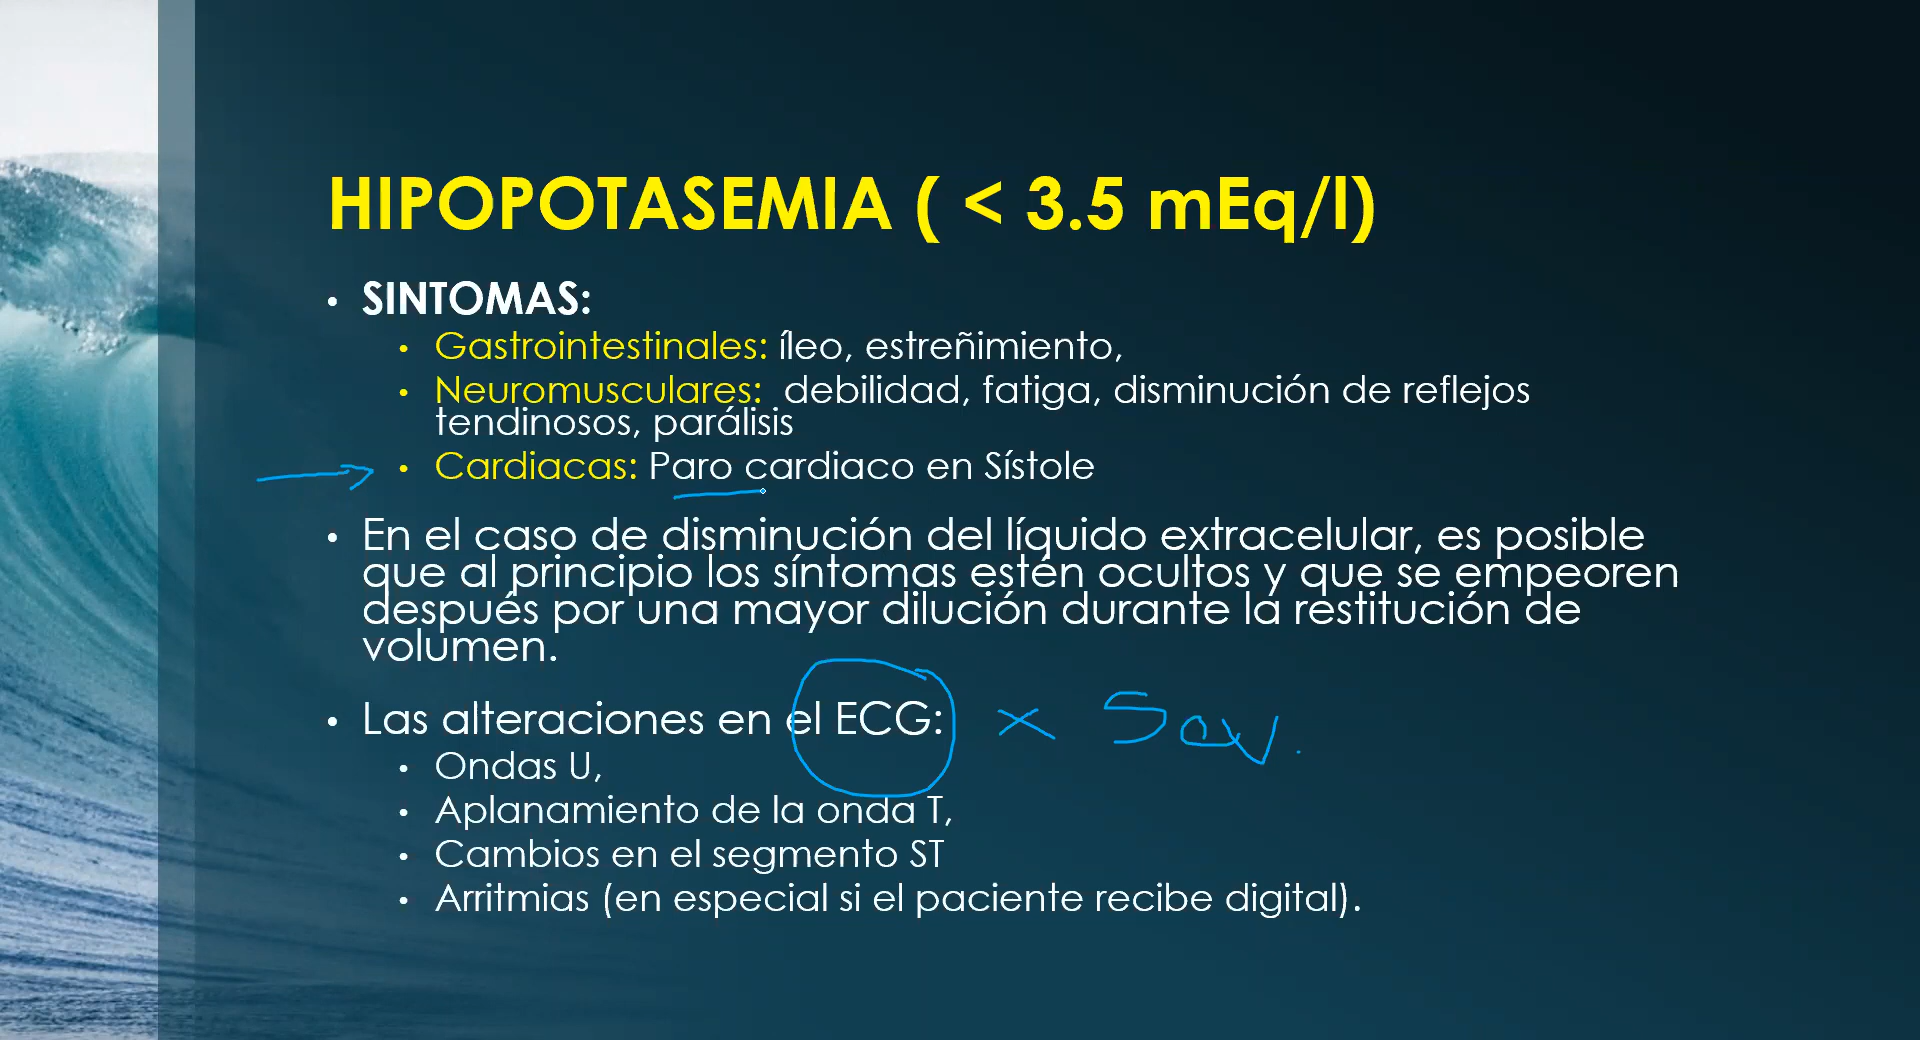 HIPOPOTASEMIA ( < 3.5 mEq/l)
• SINTOMAS:
• Gastrointestinales: íleo, estreñimiento,
• Neuromusculares: debilidad, fatiga, disminución de reflejos
tendinosos, parálisis
• Cardiacas: Paro cardiaco en Sístole
• En el caso de disminución del líquido extracelular, es posible
que al principio los síntomas estén ocultos y que se empeoren
después por una mayor dilución durante la restitución de
volumen.
• Las alteraciones en el ECG:
• Ondas U,
• Aplanamiento de la onda T,
• Cambios en el segmento ST
• Arritmias (en especial si el paciente recibe digital).